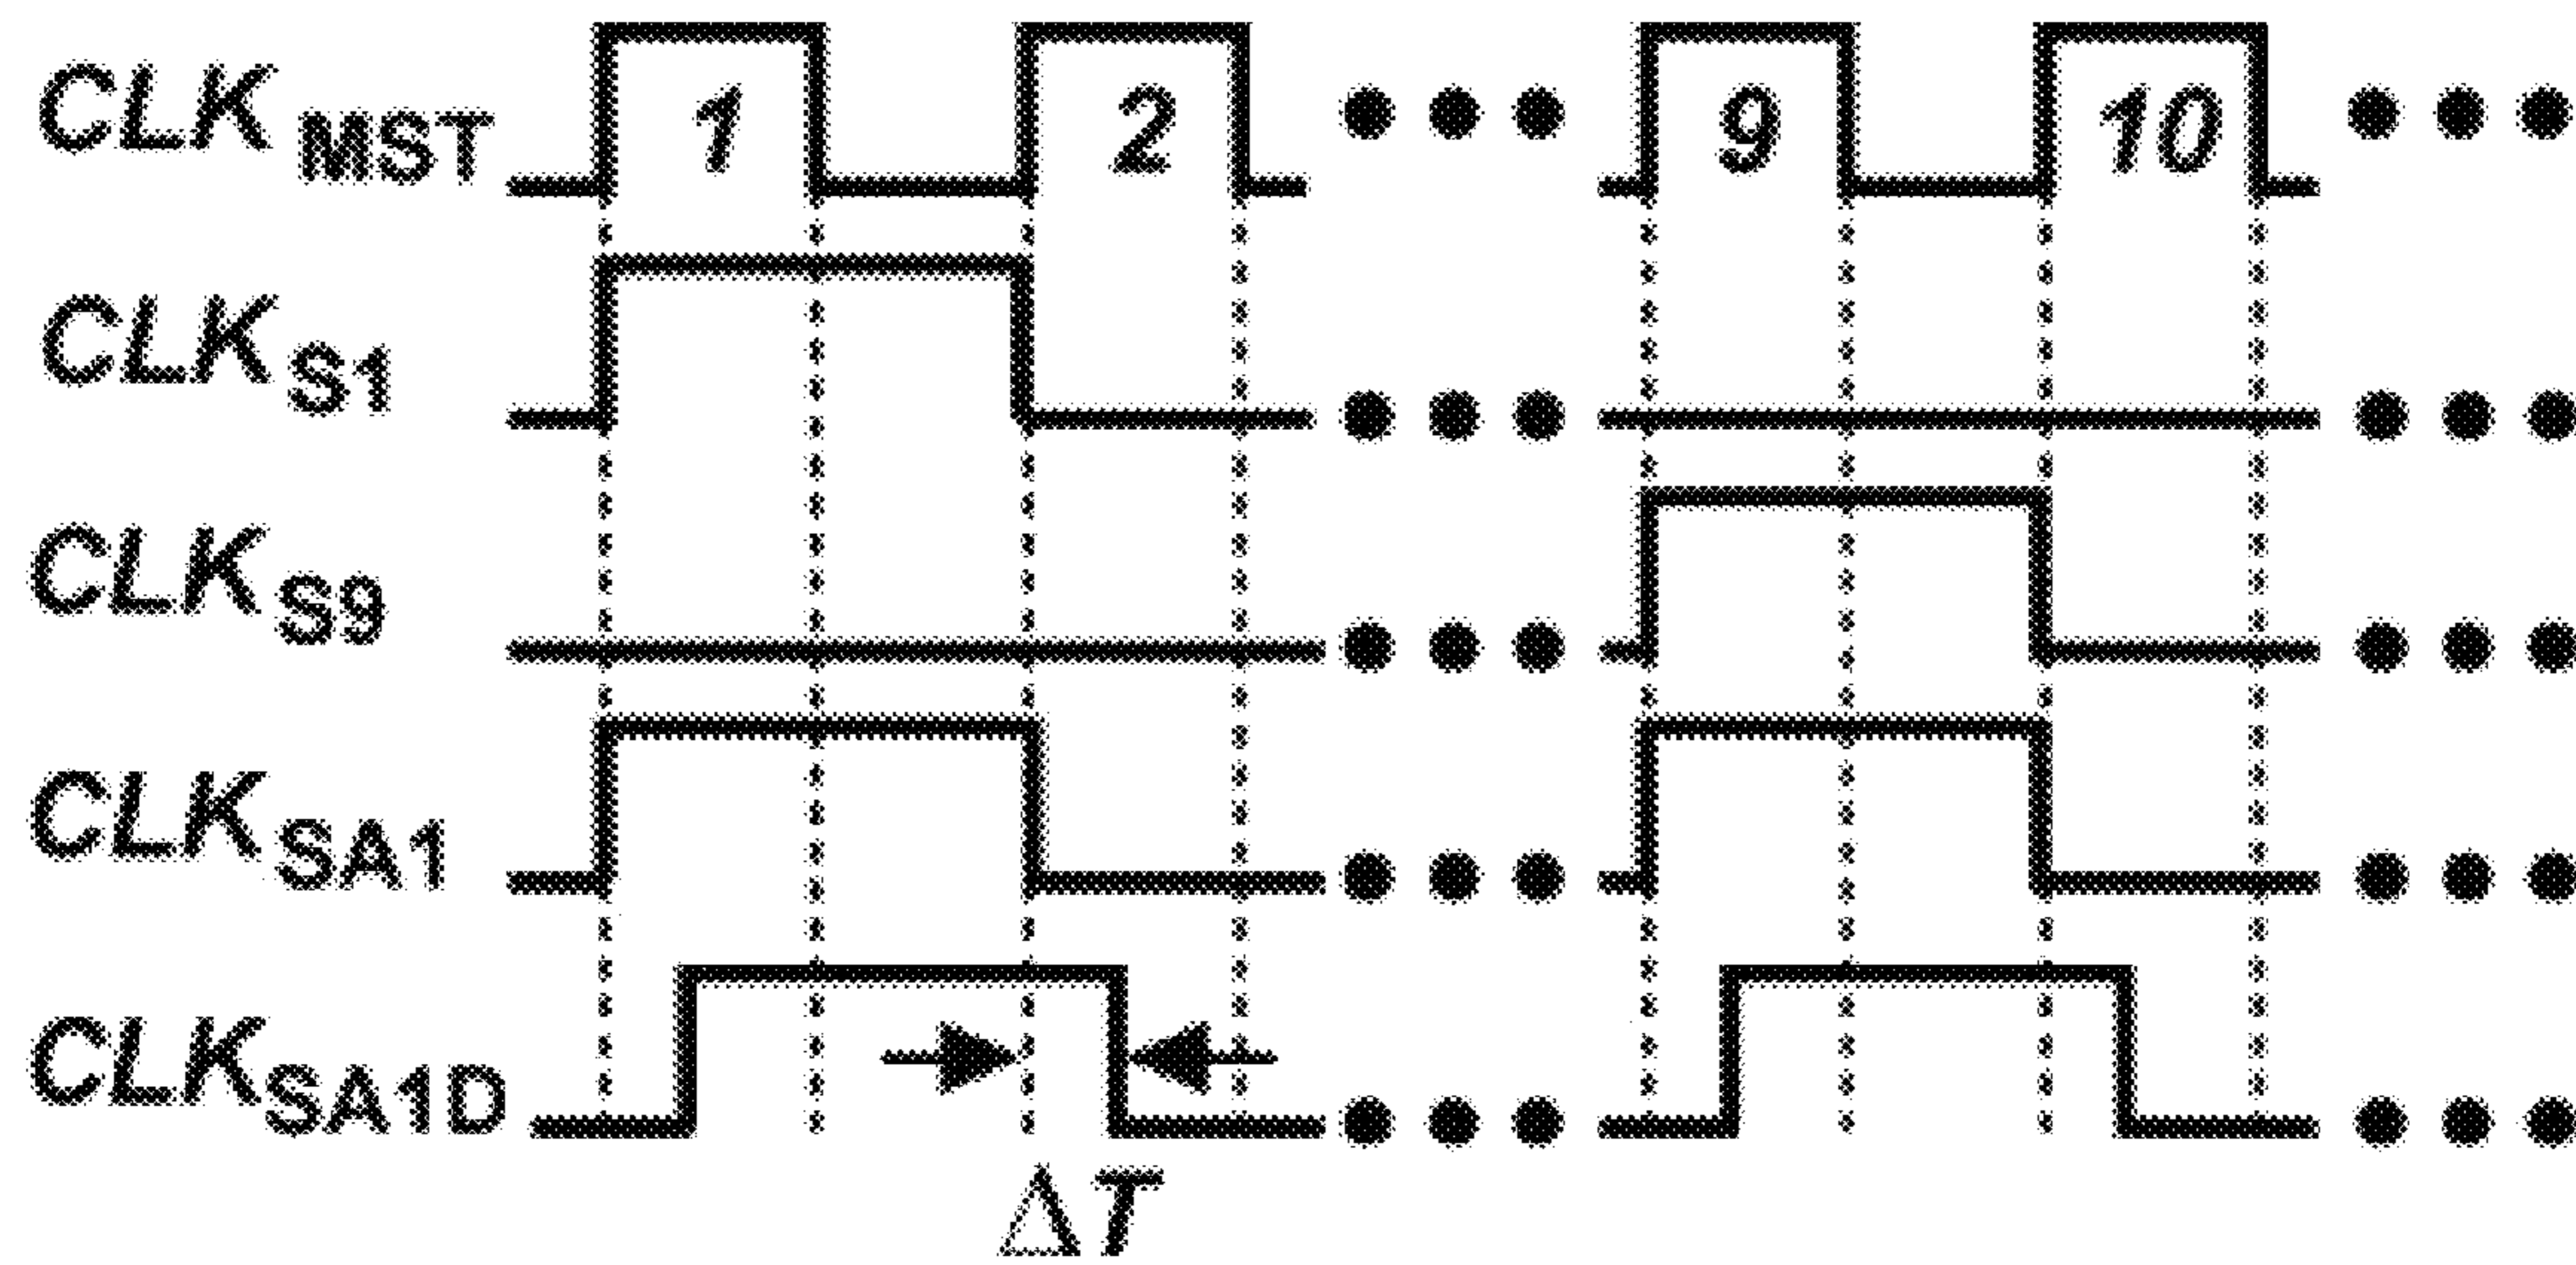 CLK MST 1 2 ••• 9 10 •••
CLK S1 ••• •••
CLK S9 ••• •••
CLK SA1 ••• •••
CLK SA1D ••• •••
ΔT